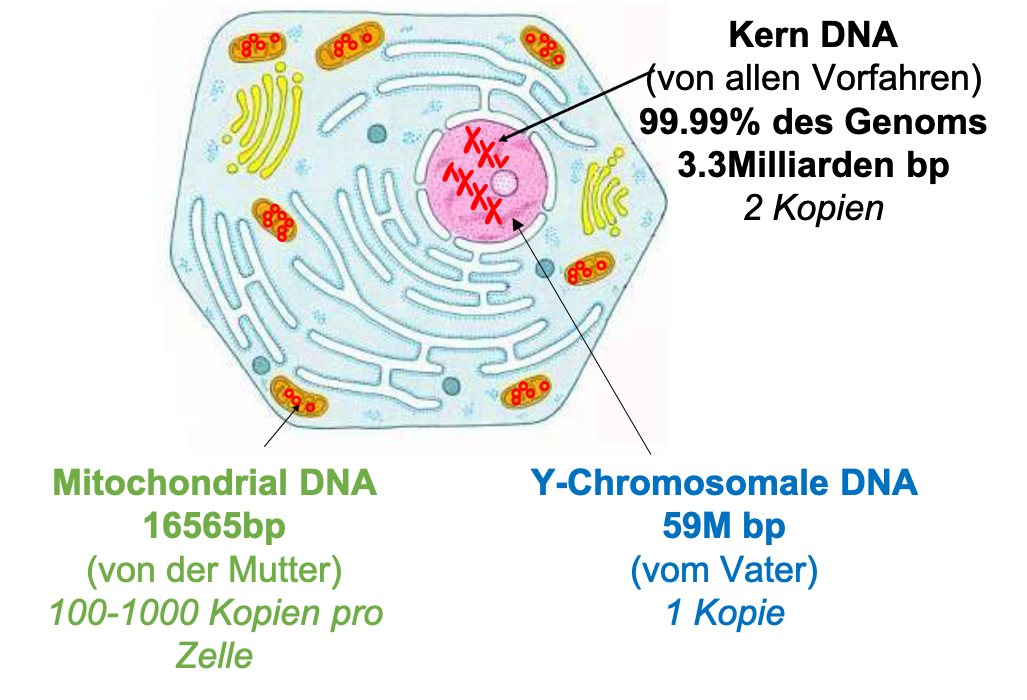 Kern DNA
(von allen Vorfahren)
99.99% des Genoms
3.3Milliarden bp
2 Kopien
Mitochondrial DNA
16565bp
(von der Mutter)
100-1000 Kopien pro
Zelle
Y-Chromosomale DNA
59M bp
(vom Vater)
1 Kopie